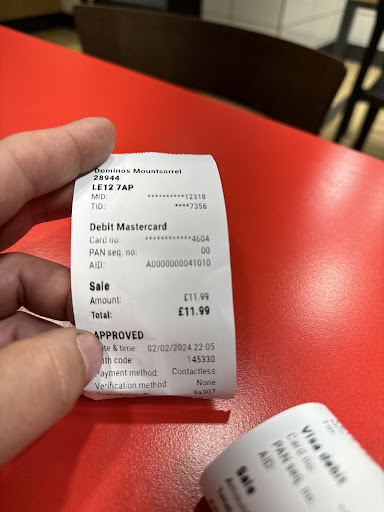 Dominos Mountsorrel
28944
LE12 7AP
MID: **********12318
TID: ****7356
Debit Mastercard
Card no. ************4604
PAN seq. no: 00
AID: A0000000041010
Sale
Amount: £11.99
Total: £11.99
APPROVED
Date & time: 02/02/2024 22:05
Auth code: 145330
Payment method: Contactless
Verification method: None
9a307
Visa debit
Card no.
PAN seq. no:
AID:
Sale